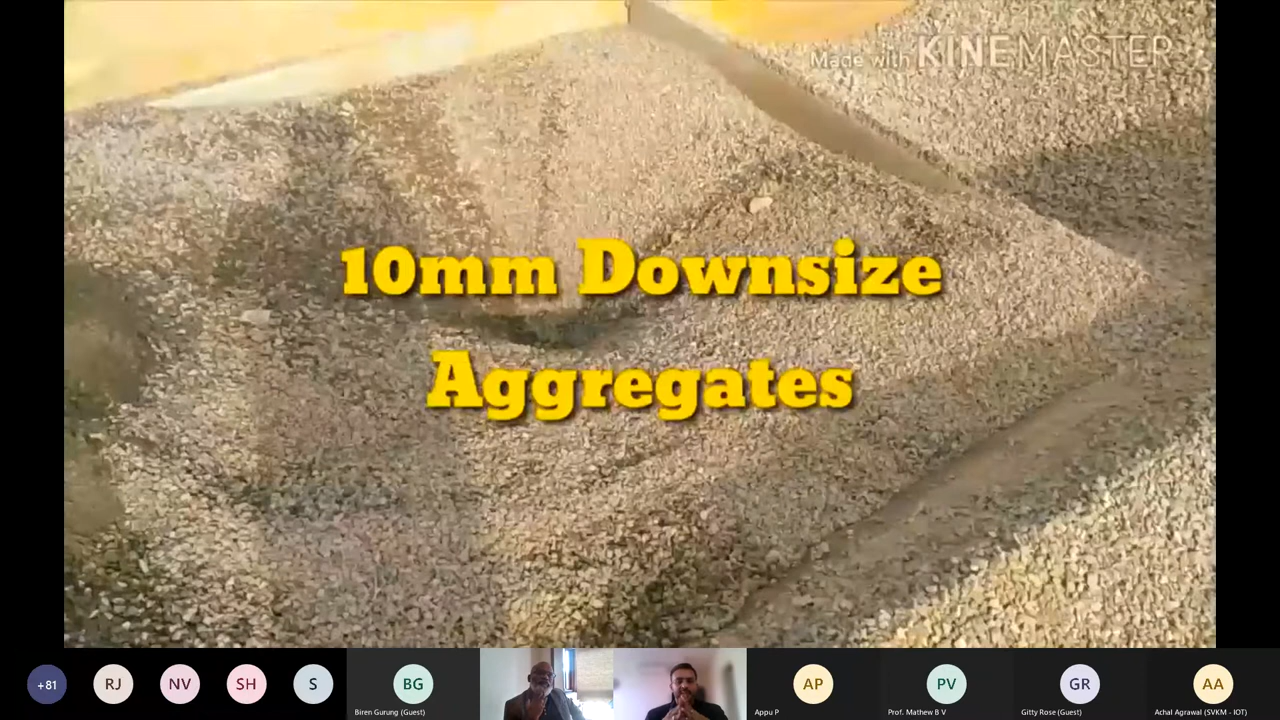 Made with KINEMASTER
10mm Downsize
Aggregates
+81
RJ
NV
SH
S
BG
Biren Gurung (Guest)
AP
Appu P
PV
Prof. Mathew B V
GR
Gitty Rose (Guest)
AA
Achal Agrawal (SVKM - IOT)